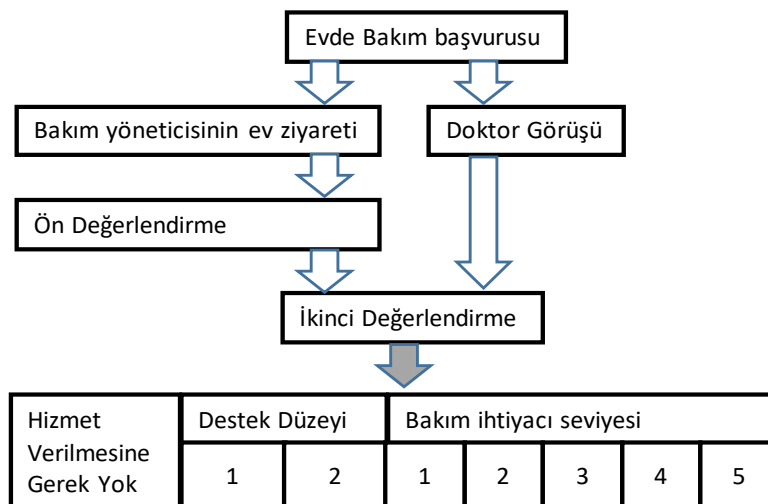 Evde Bakım başvurusu
Bakım yöneticisinin ev ziyareti
Doktor Görüşü
Ön Değerlendirme
İkinci Değerlendirme
Hizmet
Verilmesine
Gerek Yok
Destek Düzeyi
Bakım ihtiyacı seviyesi
1 2 1 2 3 4 5